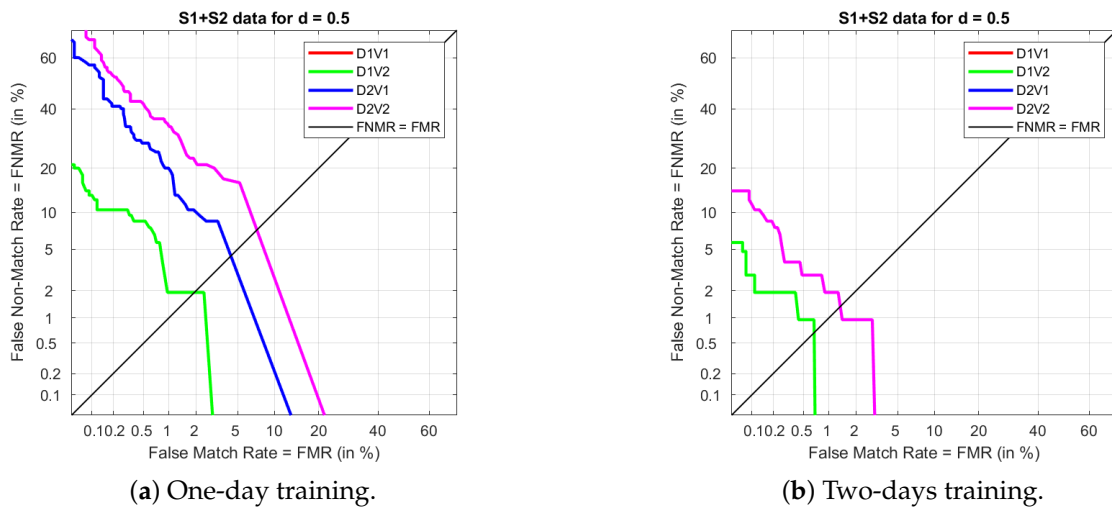 S1+S2 data for d = 0.5
False Non-Match Rate = FNMR (in %)
60
40
20
10
5
2
1
0.5
0.2
0.1
D1V1
D1V2
D2V1
D2V2
FNMR = FMR
0.1 0.2 0.5 1 2 5 10 20 40 60
False Match Rate = FMR (in %)
(a) One-day training.
S1+S2 data for d = 0.5
False Non-Match Rate = FNMR (in %)
60
40
20
10
5
2
1
0.5
0.2
0.1
D1V1
D1V2
D2V1
D2V2
FNMR = FMR
0.1 0.2 0.5 1 2 5 10 20 40 60
False Match Rate = FMR (in %)
(b) Two-days training.